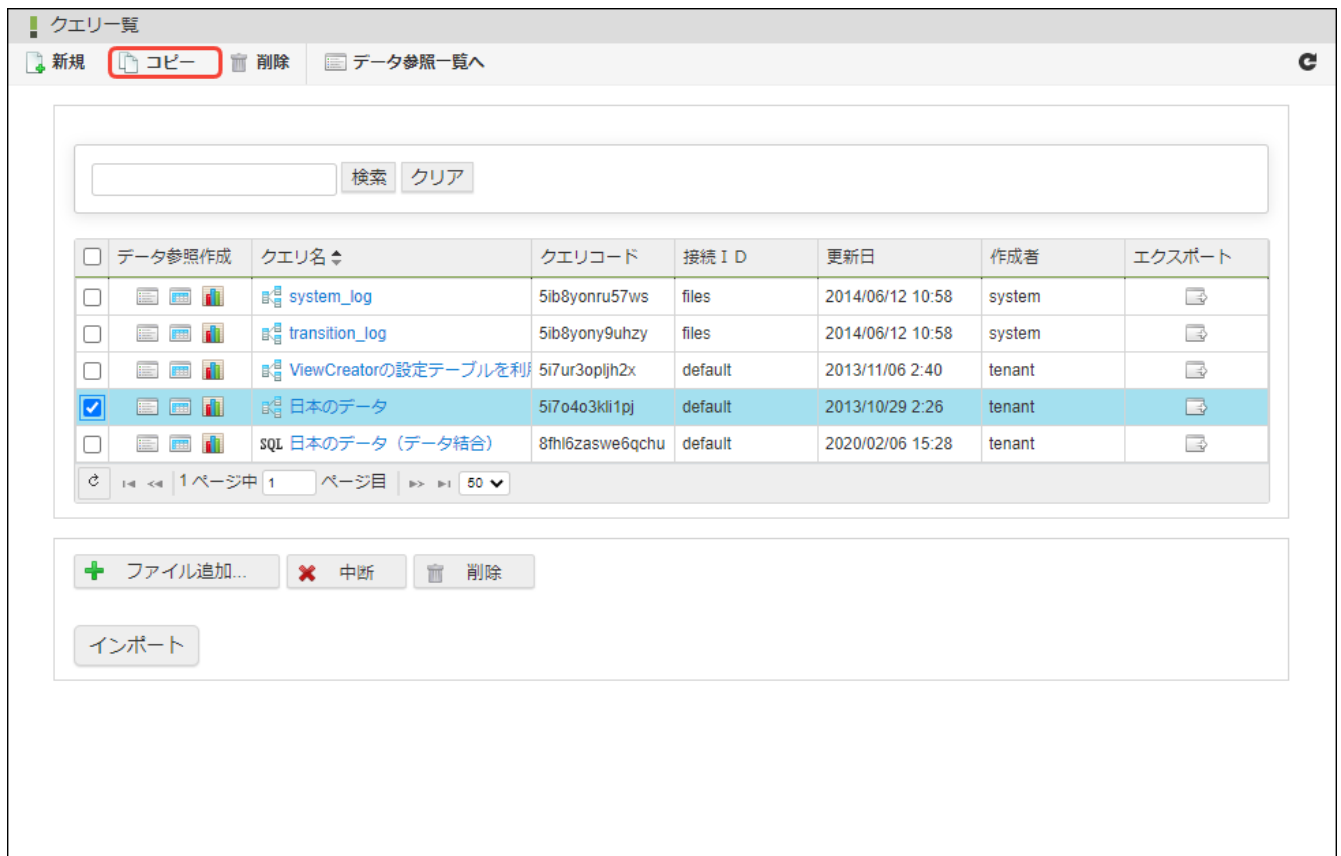 クエリ一覧
新規 コピー 削除 データ参照一覧へ
検索 クリア
データ参照作成 クエリ名 クエリコード 接続ＩＤ 更新日 作成者 エクスポート
system_log 5ib8yonru57ws files 2014/06/12 10:58 system
transition_log 5ib8yony9uhzy files 2014/06/12 10:58 system
ViewCreatorの設定テーブルを利用 5i7ur3opljh2x default 2013/11/06 2:40 tenant
日本のデータ 5i7o4o3kli1pj default 2013/10/29 2:26 tenant
SQL 日本のデータ（データ結合） 8fhl6zaswe6qchu default 2020/02/06 15:28 tenant
1 ページ中 1 ページ目 50
ファイル追加... 中断 削除
インポート